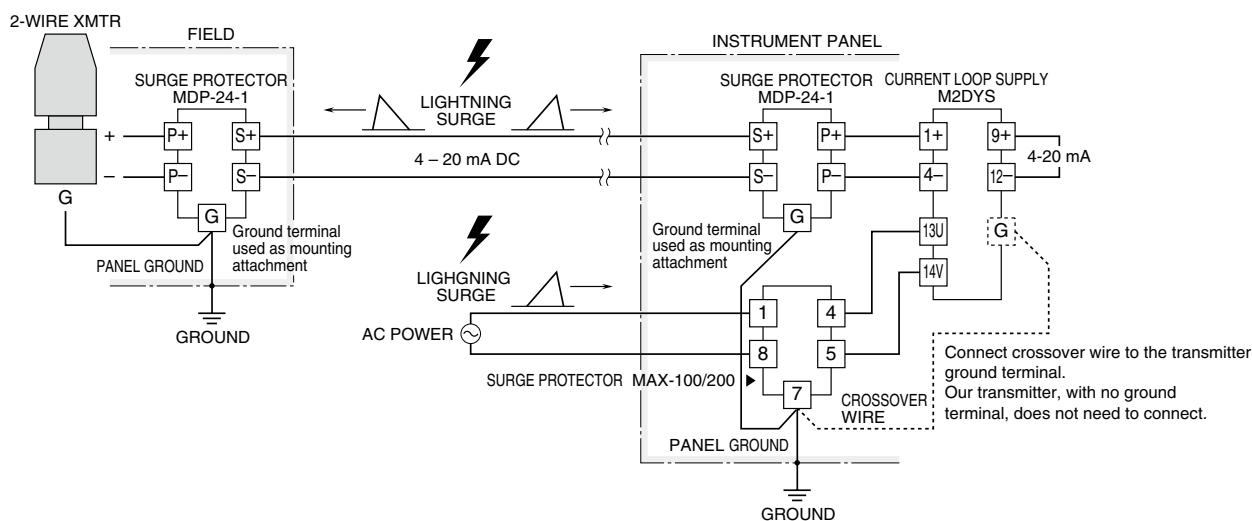 2-WIRE XMTR
FIELD
INSTRUMENT PANEL
SURGE PROTECTOR
MDP-24-1
LIGHTNING
SURGE
SURGE PROTECTOR
MDP-24-1
CURRENT LOOP SUPPLY
M2DYS
+ P+ S+ S+ P+ 1+ 9+
4 – 20 mA DC
4-20 mA
– P– S– S– P– 4– 12–
G
G
Ground terminal
used as mounting
attachment
PANEL GROUND
GROUND
G
Ground terminal
used as mounting
attachment
13U
G
14V
LIGHGNING
SURGE
AC POWER
1 4
8 5
SURGE PROTECTOR MAX-100/200
7
CROSSOVER
WIRE
PANEL GROUND
GROUND
Connect crossover wire to the transmitter
ground terminal.
Our transmitter, with no ground
terminal, does not need to connect.